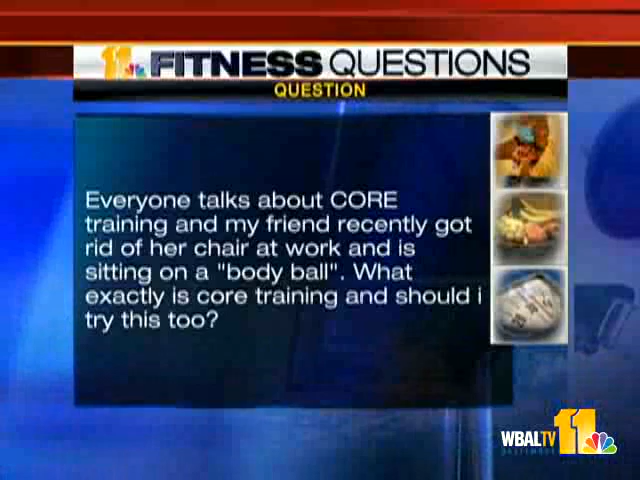 11 FITNESS QUESTIONS
QUESTION
Everyone talks about CORE
training and my friend recently got
rid of her chair at work and is
sitting on a "body ball". What
exactly is core training and should i
try this too?
WBALTV 11
BALTIMORE